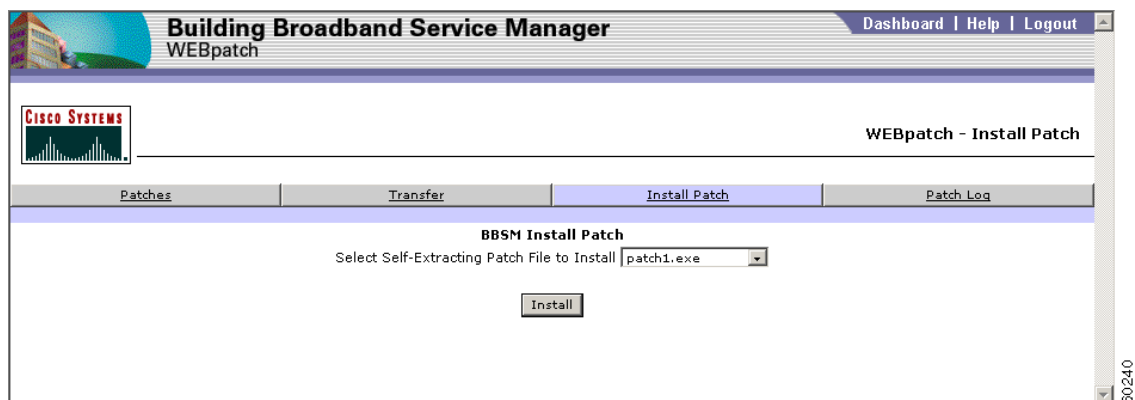 Building Broadband Service Manager
WEBpatch
Dashboard | Help | Logout
CISCO SYSTEMS
WEBpatch - Install Patch
Patches
Transfer
Install Patch
Patch Log
BBSM Install Patch
Select Self-Extracting Patch File to Install patch1.exe
Install
60240